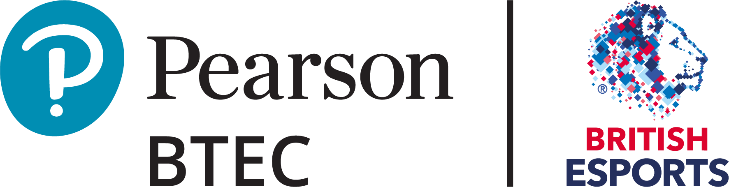 Pearson
BTEC
®
BRITISH
ESPORTS